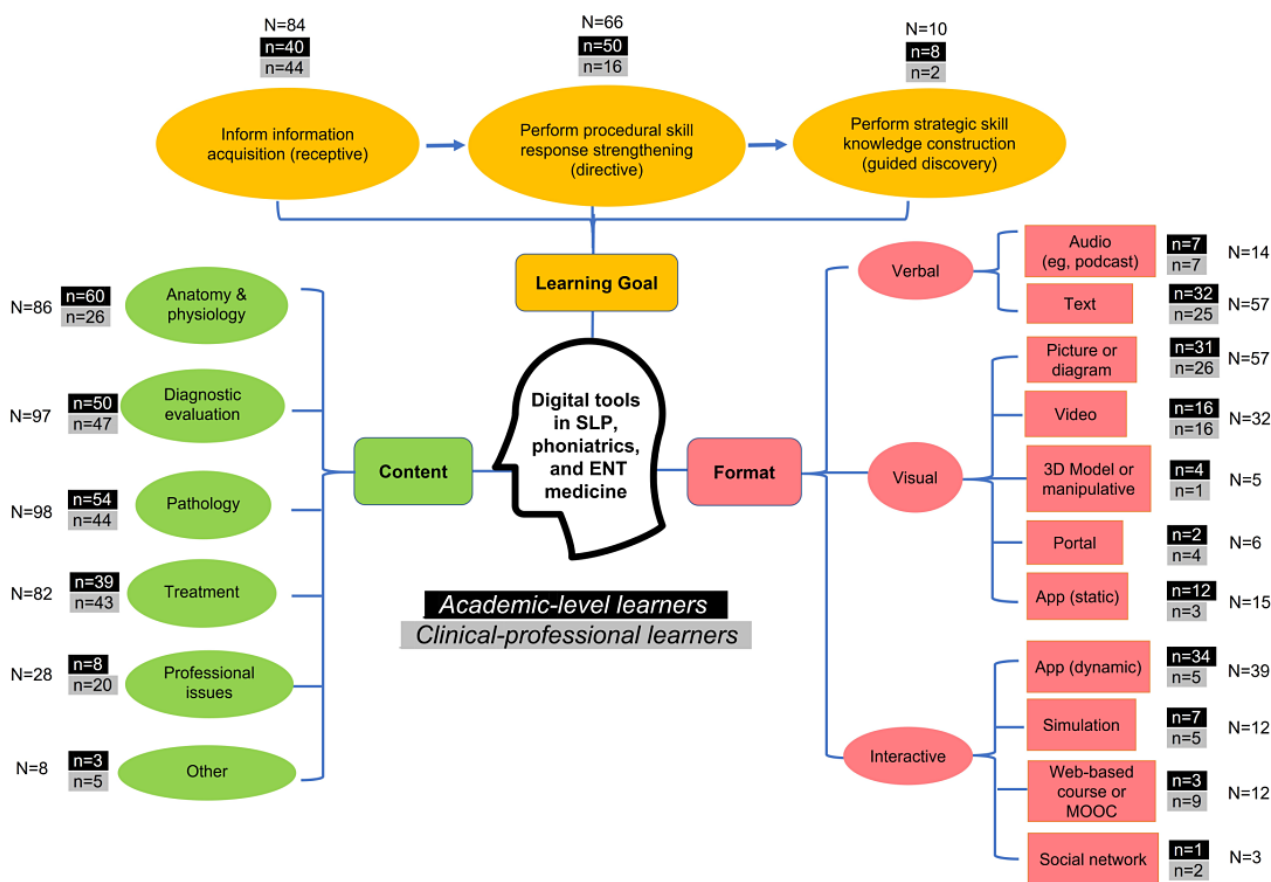 N=84
n=40
n=44
N=66
n=50
n=16
N=10
n=8
n=2
Inform information
acquisition (receptive)
Perform procedural skill
response strengthening
(directive)
Perform strategic skill
knowledge construction
(guided discovery)
Learning Goal
Digital tools
in SLP,
phoniatrics,
and ENT
medicine
Content
N=86
n=60
n=26
Anatomy &
physiology
N=97
n=50
n=47
Diagnostic
evaluation
N=98
n=54
n=44
Pathology
N=82
n=39
n=43
Treatment
N=28
n=8
n=20
Professional
issues
N=8
n=3
n=5
Other
Academic-level learners
Clinical-professional learners
Format
Verbal
Audio
(eg, podcast)
n=7
n=7
N=14
Text
n=32
n=25
N=57
Visual
Picture or
diagram
n=31
n=26
N=57
Video
n=16
n=16
N=32
3D Model or
manipulative
n=4
n=1
N=5
Portal
n=2
n=4
N=6
App (static)
n=12
n=3
N=15
Interactive
App (dynamic)
n=34
n=5
N=39
Simulation
n=7
n=5
N=12
Web-based
course or
MOOC
n=3
n=9
N=12
Social network
n=1
n=2
N=3